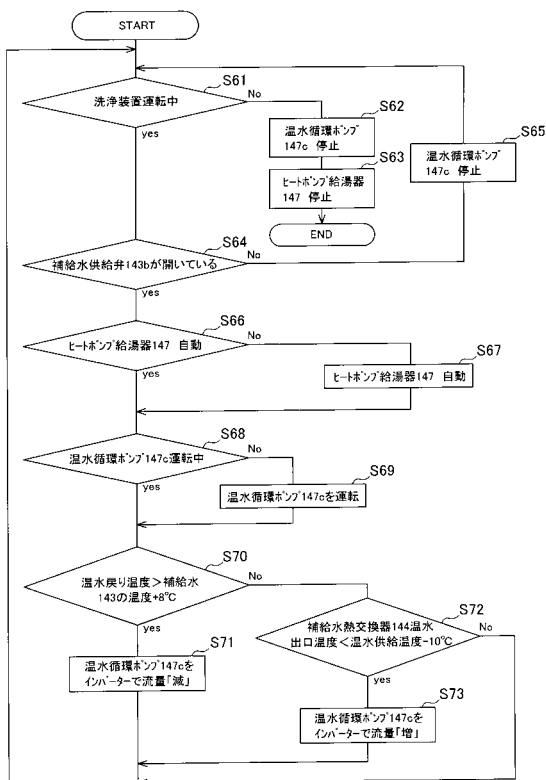 START
S61
洗浄装置運転中
No
yes
S62
温水循環ポンプ
147c 停止
S63
ヒートポンプ給湯器
147 停止
END
S65
温水循環ポンプ
147c 停止
S64
補給水供給弁143bが開いている
No
yes
S66
ヒートポンプ給湯器147 自動
No
yes
S67
ヒートポンプ給湯器147 自動
S68
温水循環ポンプ147c運転中
No
yes
S69
温水循環ポンプ147cを運転
S70
温水戻り温度>補給水
143の温度+8℃
No
yes
S71
温水循環ポンプ147cを
インバーターで流量「減」
S72
補給水熱交換器144温水
出口温度<温水供給温度-10℃
No
yes
S73
温水循環ポンプ147cを
インバーターで流量「増」